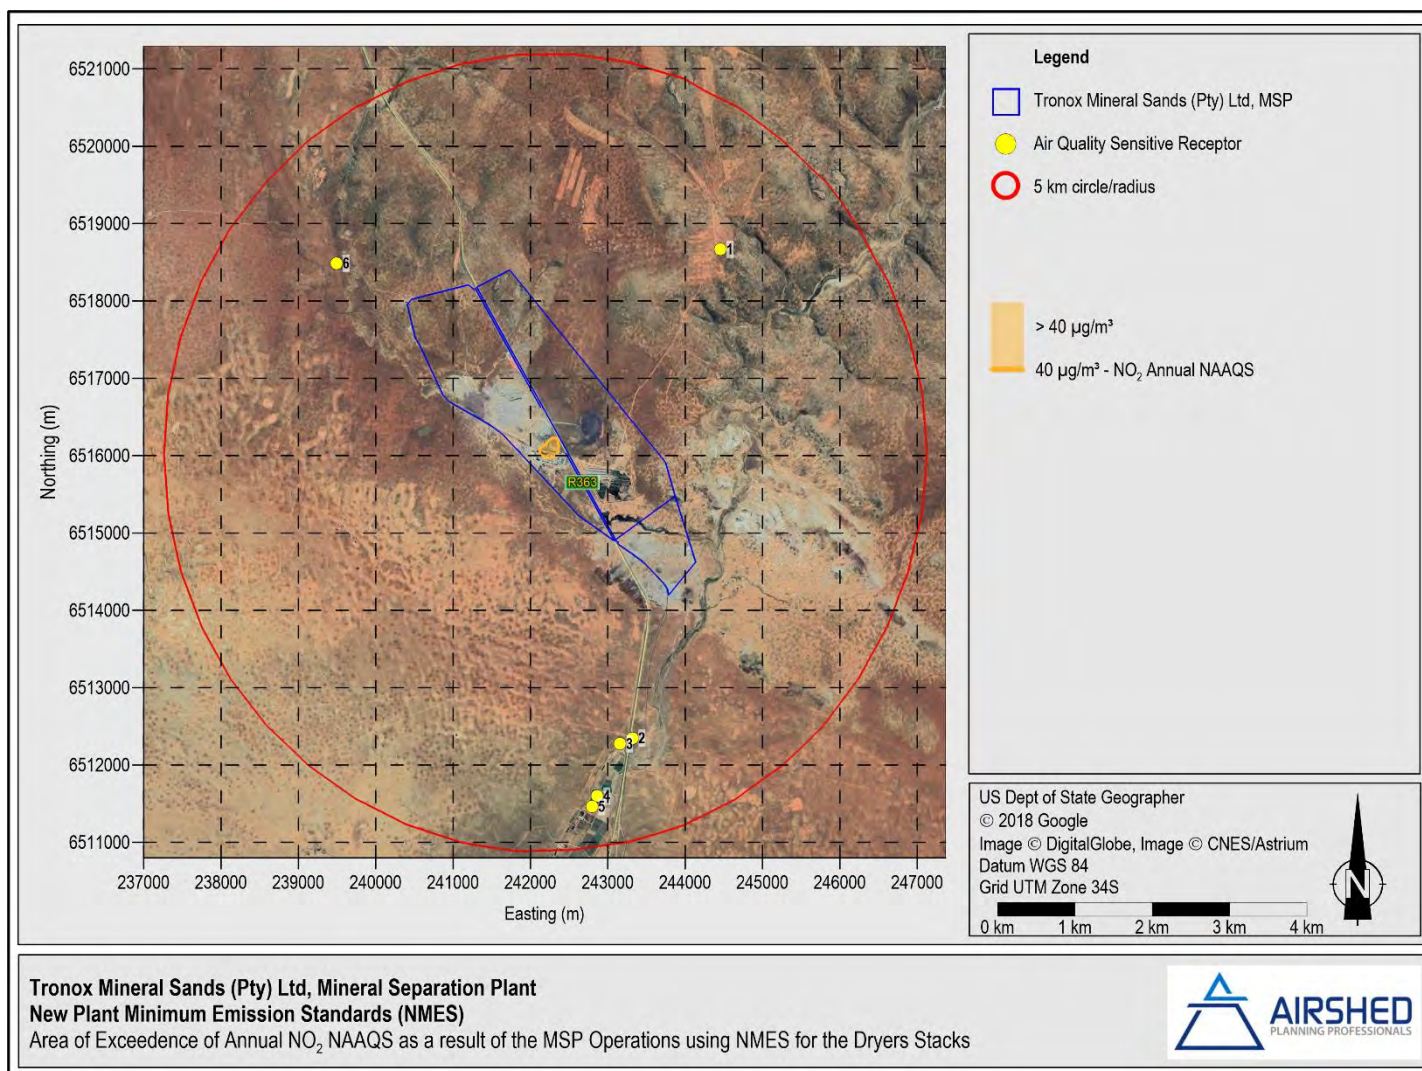 Legend
Tronox Mineral Sands (Pty) Ltd, MSP
Air Quality Sensitive Receptor
5 km circle/radius
> 40 µg/m³
40 µg/m³ - NO₂ Annual NAAQS
Northing (m)
6521000
6520000
6519000
6518000
6517000
6516000
6515000
6514000
6513000
6512000
6511000
1
6
R363
2
3
4
5
237000 238000 239000 240000 241000 242000 243000 244000 245000 246000 247000
Easting (m)
US Dept of State Geographer
© 2018 Google
Image © DigitalGlobe, Image © CNES/Astrium
Datum WGS 84
Grid UTM Zone 34S
0 km 1 km 2 km 3 km 4 km
N
Tronox Mineral Sands (Pty) Ltd, Mineral Separation Plant
New Plant Minimum Emission Standards (NMES)
Area of Exceedence of Annual NO₂ NAAQS as a result of the MSP Operations using NMES for the Dryers Stacks
AIRSHED
PLANNING PROFESSIONALS